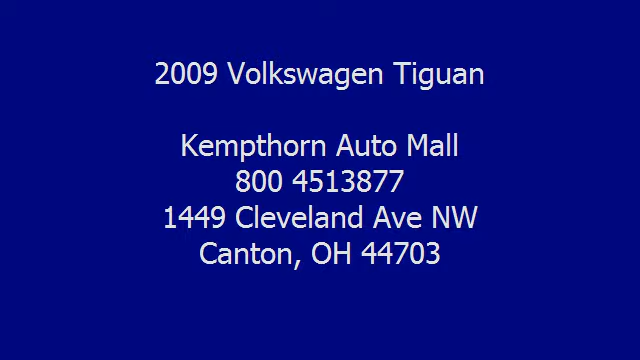 2009 Volkswagen Tiguan
Kempthorn Auto Mall
800 4513877
1449 Cleveland Ave NW
Canton, OH 44703